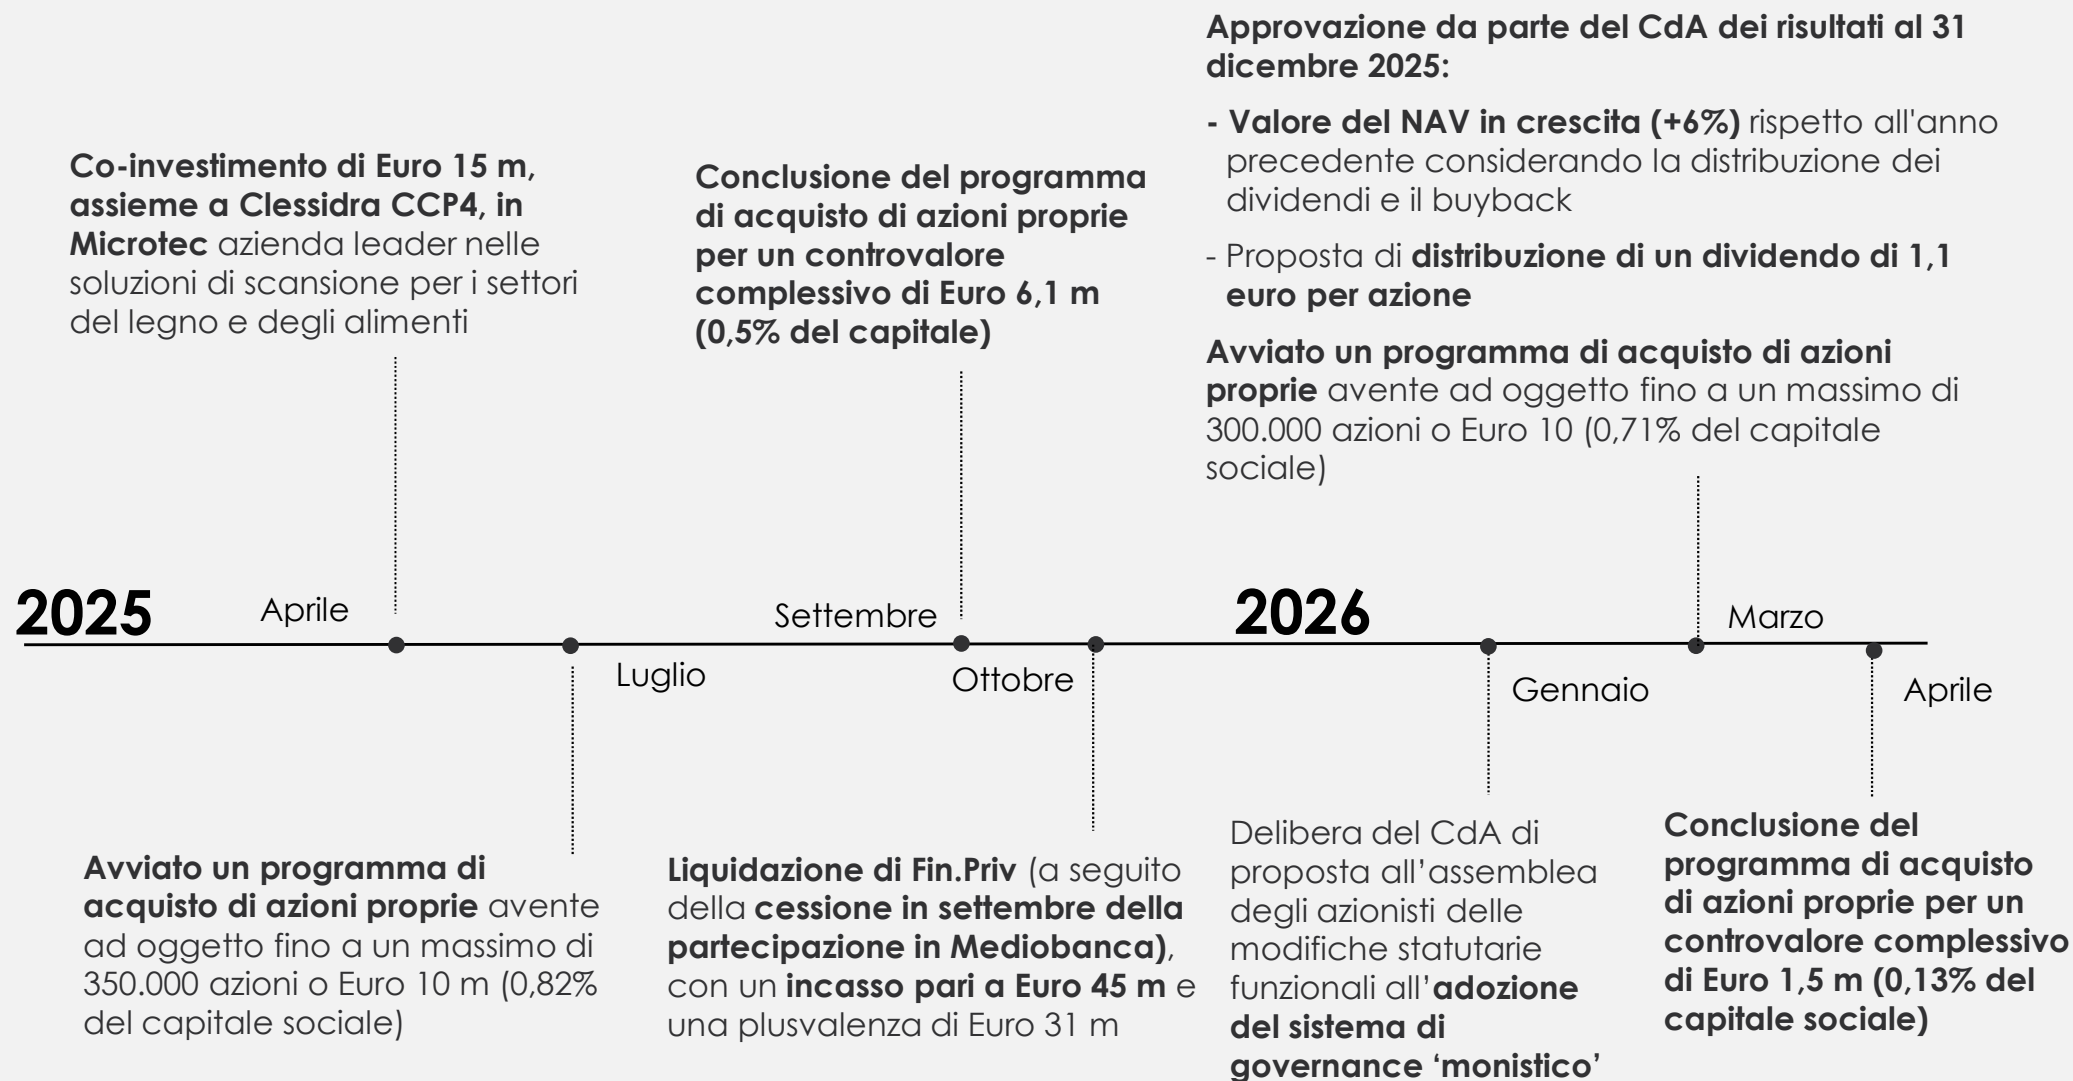 Approvazione da parte del CdA dei risultati al 31
dicembre 2025:
- Valore del NAV in crescita (+6%) rispetto all'anno
precedente considerando la distribuzione dei
dividendi e il buyback
- Proposta di distribuzione di un dividendo di 1,1
euro per azione
Avviato un programma di acquisto di azioni
proprie avente ad oggetto fino a un massimo di
300.000 azioni o Euro 10 (0,71% del capitale
sociale)
Co-investimento di Euro 15 m,
assieme a Clessidra CCP4, in
Microtec azienda leader nelle
soluzioni di scansione per i settori
del legno e degli alimenti
Conclusione del programma
di acquisto di azioni proprie
per un controvalore
complessivo di Euro 6,1 m
(0,5% del capitale)
2025
Aprile
Settembre
2026
Marzo
Luglio
Ottobre
Gennaio
Aprile
Avviato un programma di
acquisto di azioni proprie avente
ad oggetto fino a un massimo di
350.000 azioni o Euro 10 m (0,82%
del capitale sociale)
Liquidazione di Fin.Priv (a seguito
della cessione in settembre della
partecipazione in Mediobanca),
con un incasso pari a Euro 45 m e
una plusvalenza di Euro 31 m
Delibera del CdA di
proposta all’assemblea
degli azionisti delle
modifiche statutarie
funzionali all’adozione
del sistema di
governance ‘monistico’
Conclusione del
programma di acquisto
di azioni proprie per un
controvalore complessivo
di Euro 1,5 m (0,13% del
capitale sociale)